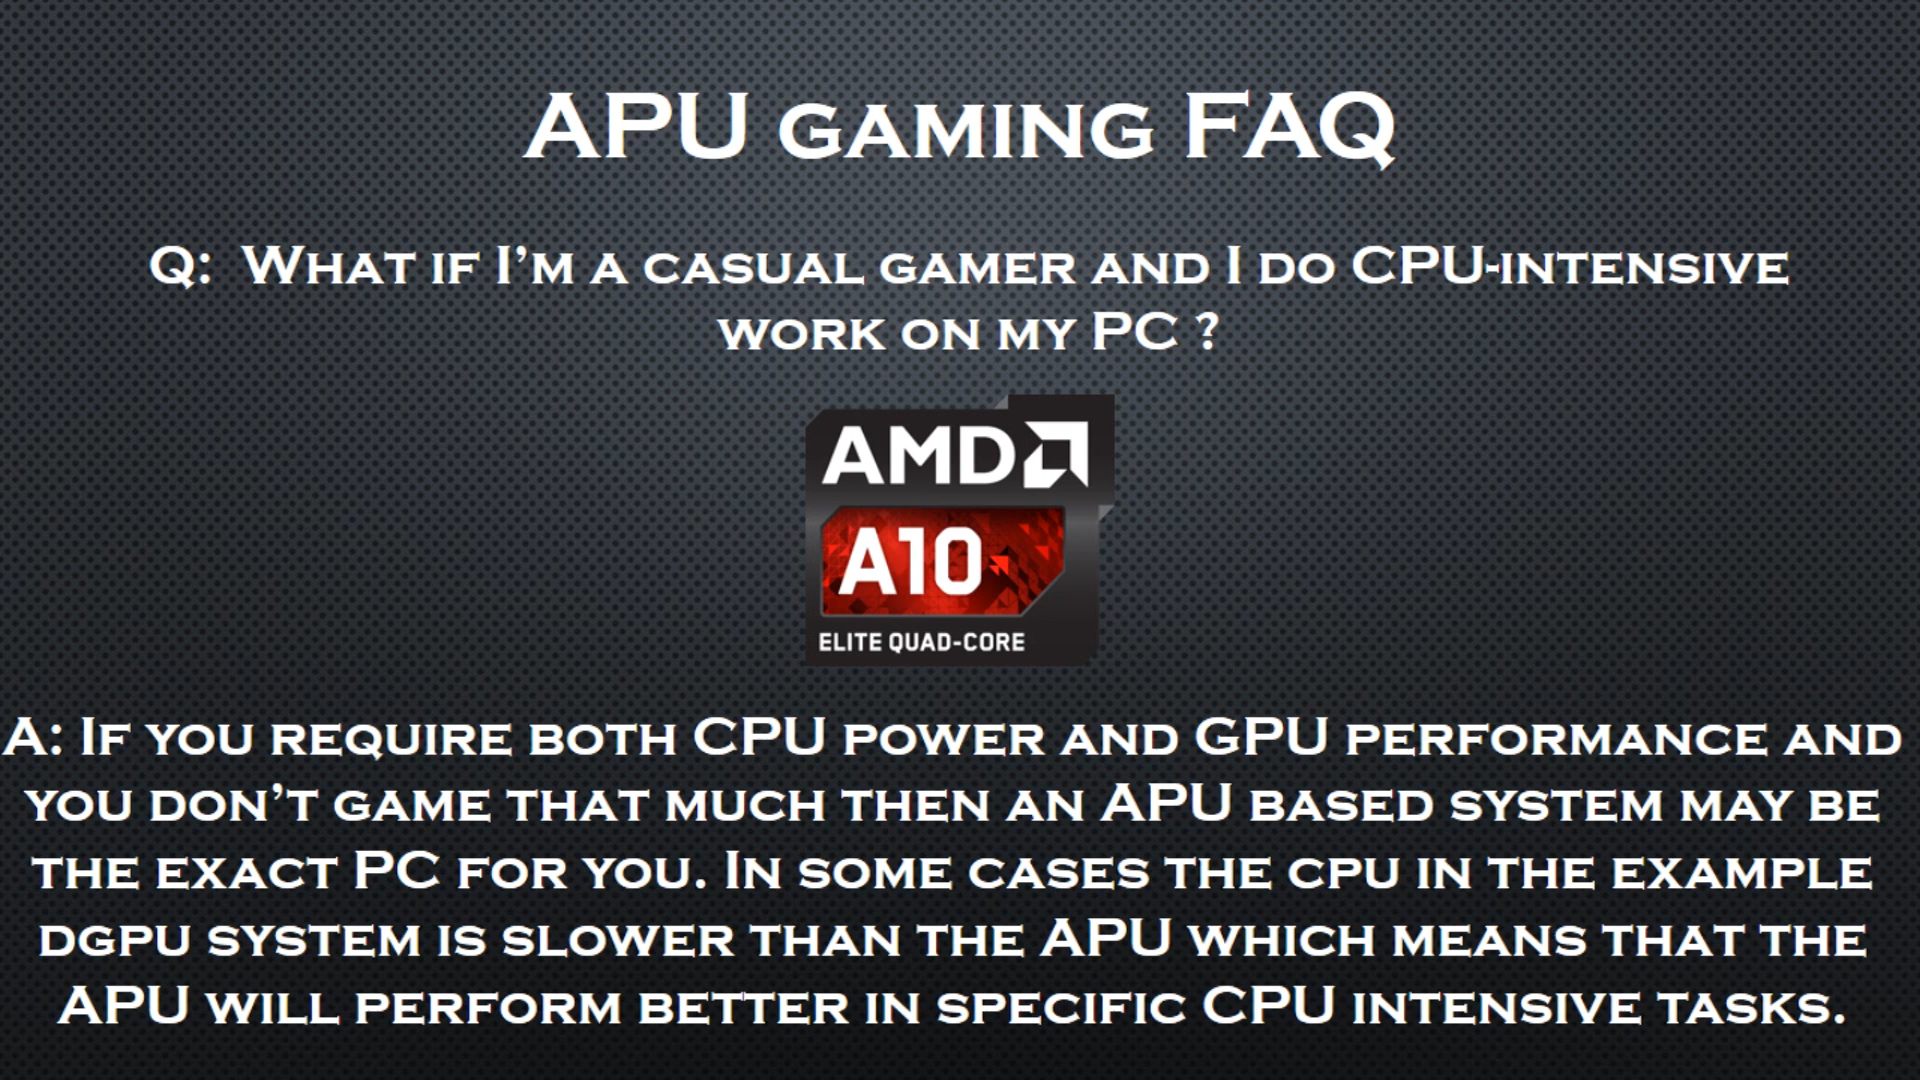 APU GAMING FAQ
Q: WHAT IF I'M A CASUAL GAMER AND I DO CPU-INTENSIVE
WORK ON MY PC ?
AMD
A10
ELITE QUAD-CORE
A: IF YOU REQUIRE BOTH CPU POWER AND GPU PERFORMANCE AND
YOU DON'T GAME THAT MUCH THEN AN APU BASED SYSTEM MAY BE
THE EXACT PC FOR YOU. IN SOME CASES THE CPU IN THE EXAMPLE
DGPU SYSTEM IS SLOWER THAN THE APU WHICH MEANS THAT THE
APU WILL PERFORM BETTER IN SPECIFIC CPU INTENSIVE TASKS.